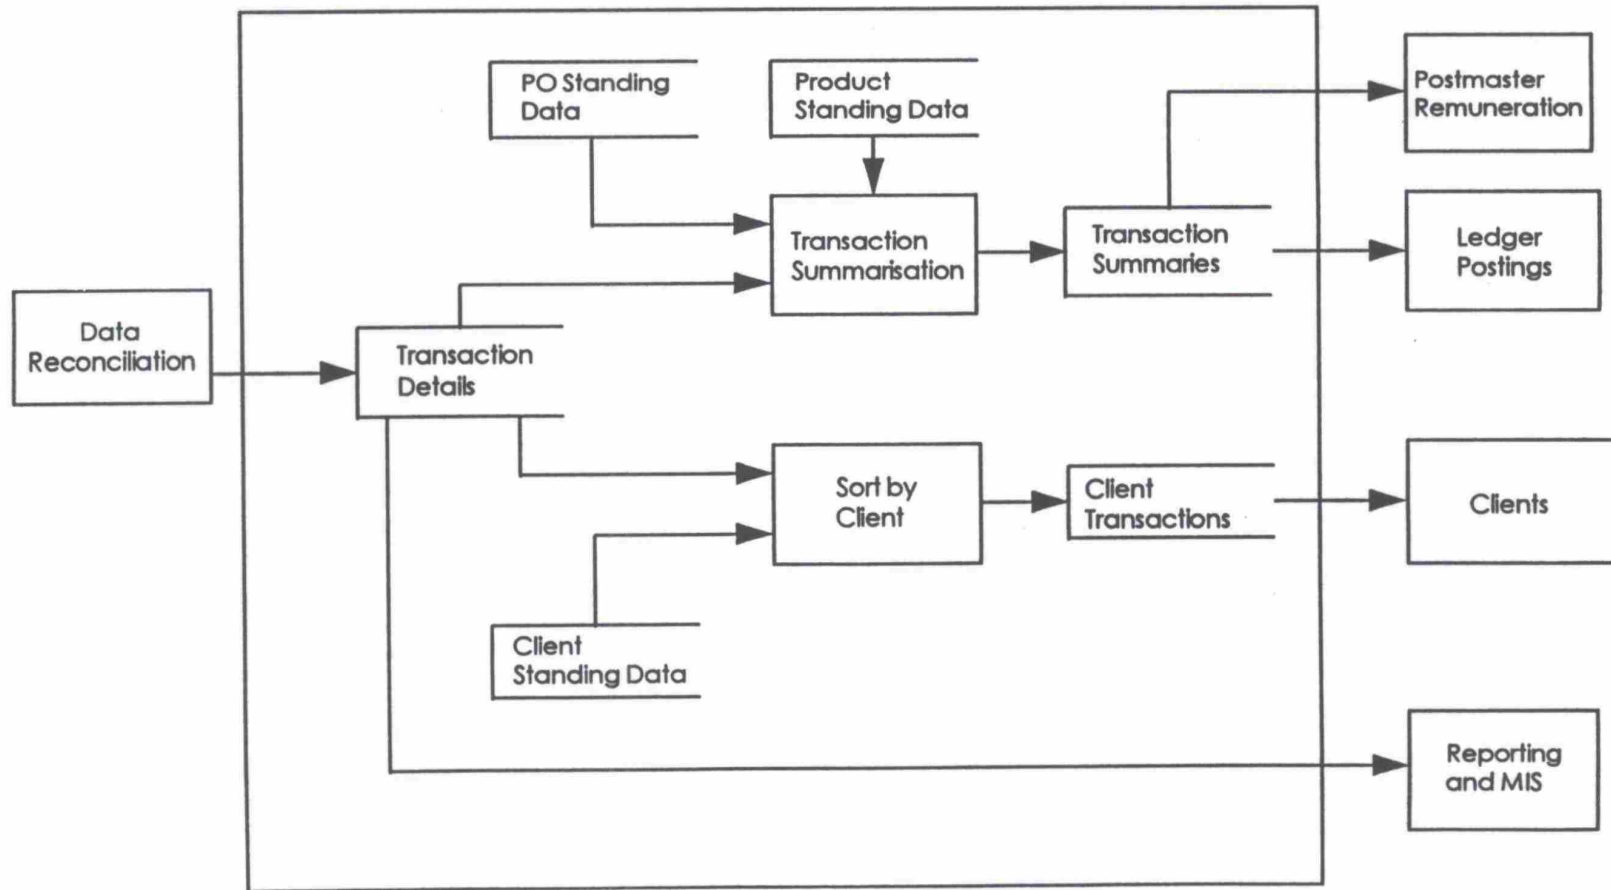 PO Standing
Data
Product
Standing Data
Postmaster
Remuneration
Transaction
Summarisation
Transaction
Summaries
Ledger
Postings
Data
Reconciliation
Transaction
Details
Sort by
Client
Client
Transactions
Clients
Client
Standing Data
Reporting
and MIS